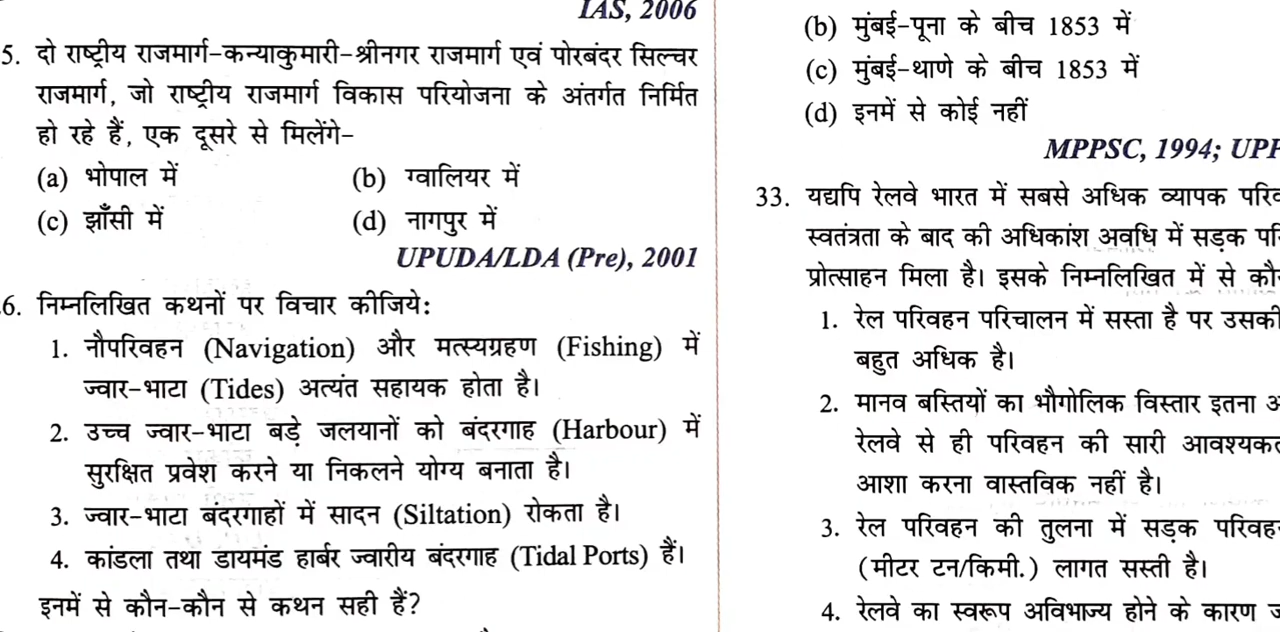 IAS, 2006
5. दो राष्ट्रीय राजमार्ग-कन्याकुमारी-श्रीनगर राजमार्ग एवं पोरबंदर सिल्चर
राजमार्ग, जो राष्ट्रीय राजमार्ग विकास परियोजना के अंतर्गत निर्मित
हो रहे हैं, एक दूसरे से मिलेंगे-
(a) भोपाल में (b) ग्वालियर में
(c) झाँसी में (d) नागपुर में
UPUDA/LDA (Pre), 2001
6. निम्नलिखित कथनों पर विचार कीजिये:
1. नौपरिवहन (Navigation) और मत्स्यग्रहण (Fishing) में
ज्वार-भाटा (Tides) अत्यंत सहायक होता है।
2. उच्च ज्वार-भाटा बड़े जलयानों को बंदरगाह (Harbour) में
सुरक्षित प्रवेश करने या निकलने योग्य बनाता है।
3. ज्वार-भाटा बंदरगाहों में सादन (Siltation) रोकता है।
4. कांडला तथा डायमंड हार्बर ज्वारीय बंदरगाह (Tidal Ports) हैं।
इनमें से कौन-कौन से कथन सही हैं?
(b) मुंबई-पूना के बीच 1853 में
(c) मुंबई-थाणे के बीच 1853 में
(d) इनमें से कोई नहीं
MPPSC, 1994;
33. यद्यपि रेलवे भारत में सबसे अधिक व्यापक
स्वतंत्रता के बाद की अधिकांश अवधि में सड़क
प्रोत्साहन मिला है। इसके निम्नलिखित में से
1. रेल परिवहन परिचालन में सस्ता है पर उसकी
बहुत अधिक है।
2. मानव बस्तियों का भौगोलिक विस्तार इतना
रेलवे से ही परिवहन की सारी
आशा करना वास्तविक नहीं है।
3. रेल परिवहन की तुलना में सड़क
(मीटर टन/किमी.) लागत सस्ती है।
4. रेलवे का स्वरूप अविभाज्य होने के कारण